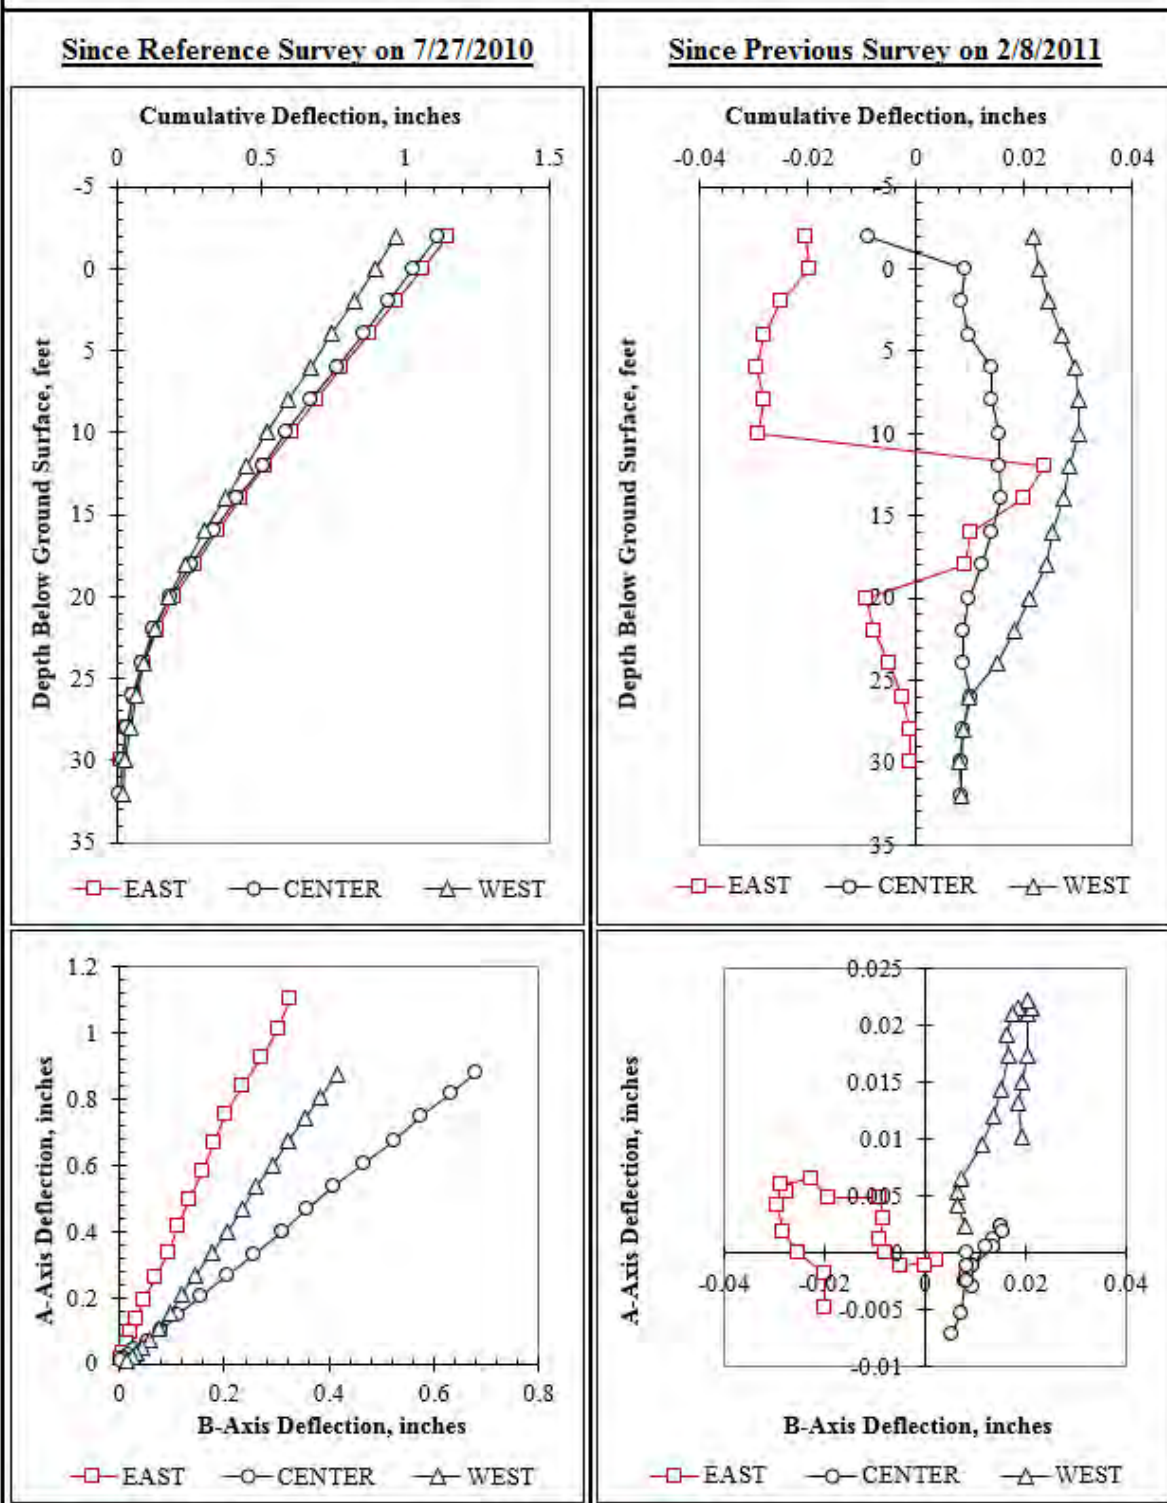 Since Reference Survey on 7/27/2010
Since Previous Survey on 2/8/2011
Cumulative Deflection, inches
0 0.5 1 1.5
-5
0
5
10
15
20
25
30
35
Depth Below Ground Surface, feet
EAST CENTER WEST
Cumulative Deflection, inches
-0.04 -0.02 0 0.02 0.04
-5
0
5
10
15
20
25
30
35
Depth Below Ground Surface, feet
EAST CENTER WEST
1.2
1
0.8
0.6
0.4
0.2
0
A-Axis Deflection, inches
0 0.2 0.4 0.6 0.8
B-Axis Deflection, inches
EAST CENTER WEST
0.025
0.02
0.015
0.01
0.005
0
-0.005
-0.01
A-Axis Deflection, inches
-0.04 -0.02 0 0.02 0.04
B-Axis Deflection, inches
EAST CENTER WEST